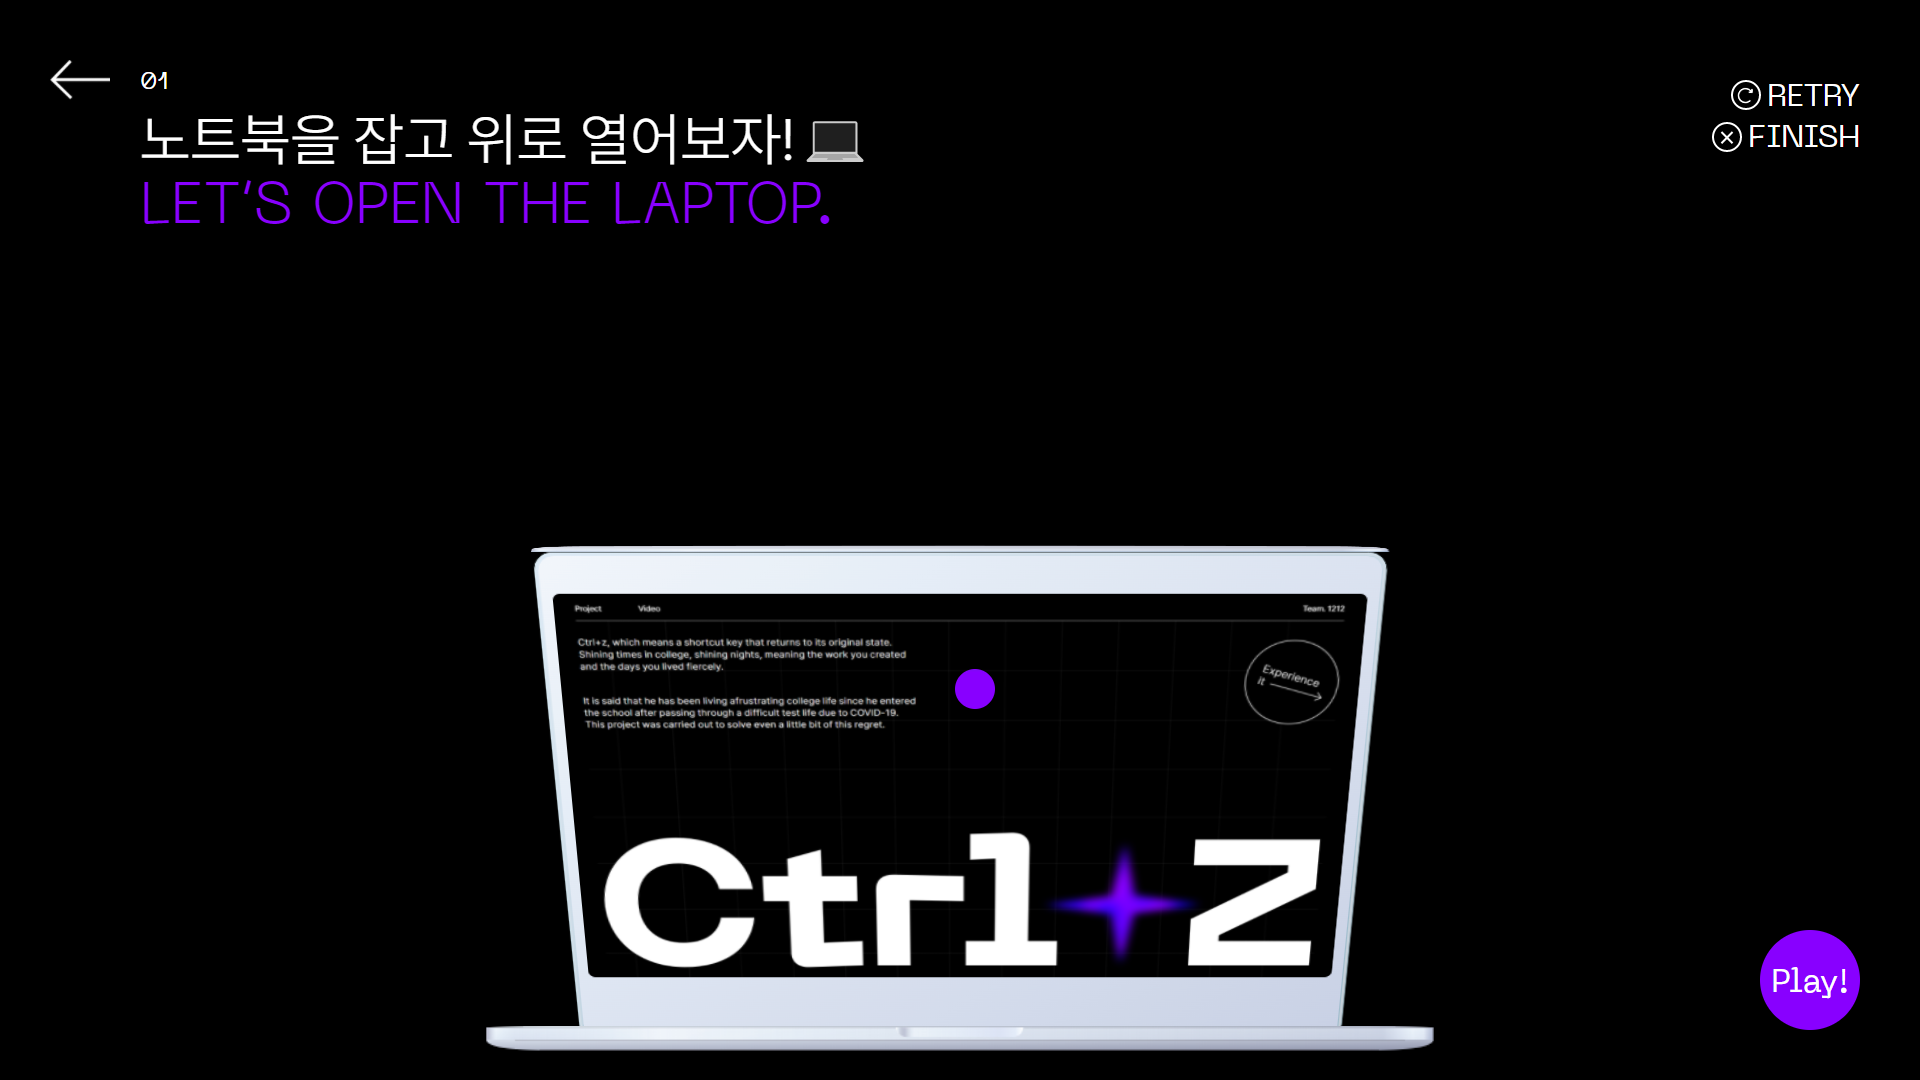 01
노트북을 잡고 위로 열어보자! 💻
LET'S OPEN THE LAPTOP.
RETRY
FINISH
Project Video Team. 1212
Ctrl+z, which means a shortcut key that returns to its original state.
Shining times in college, shining nights, meaning the work you created
and the days you lived fiercely.
It is said that he has been living afrustrating college life since he entered
the school after passing through a difficult test life due to COVID-19.
This project was carried out to solve even a little bit of this regret.
Experience
it →
Ctrl+Z
Play!